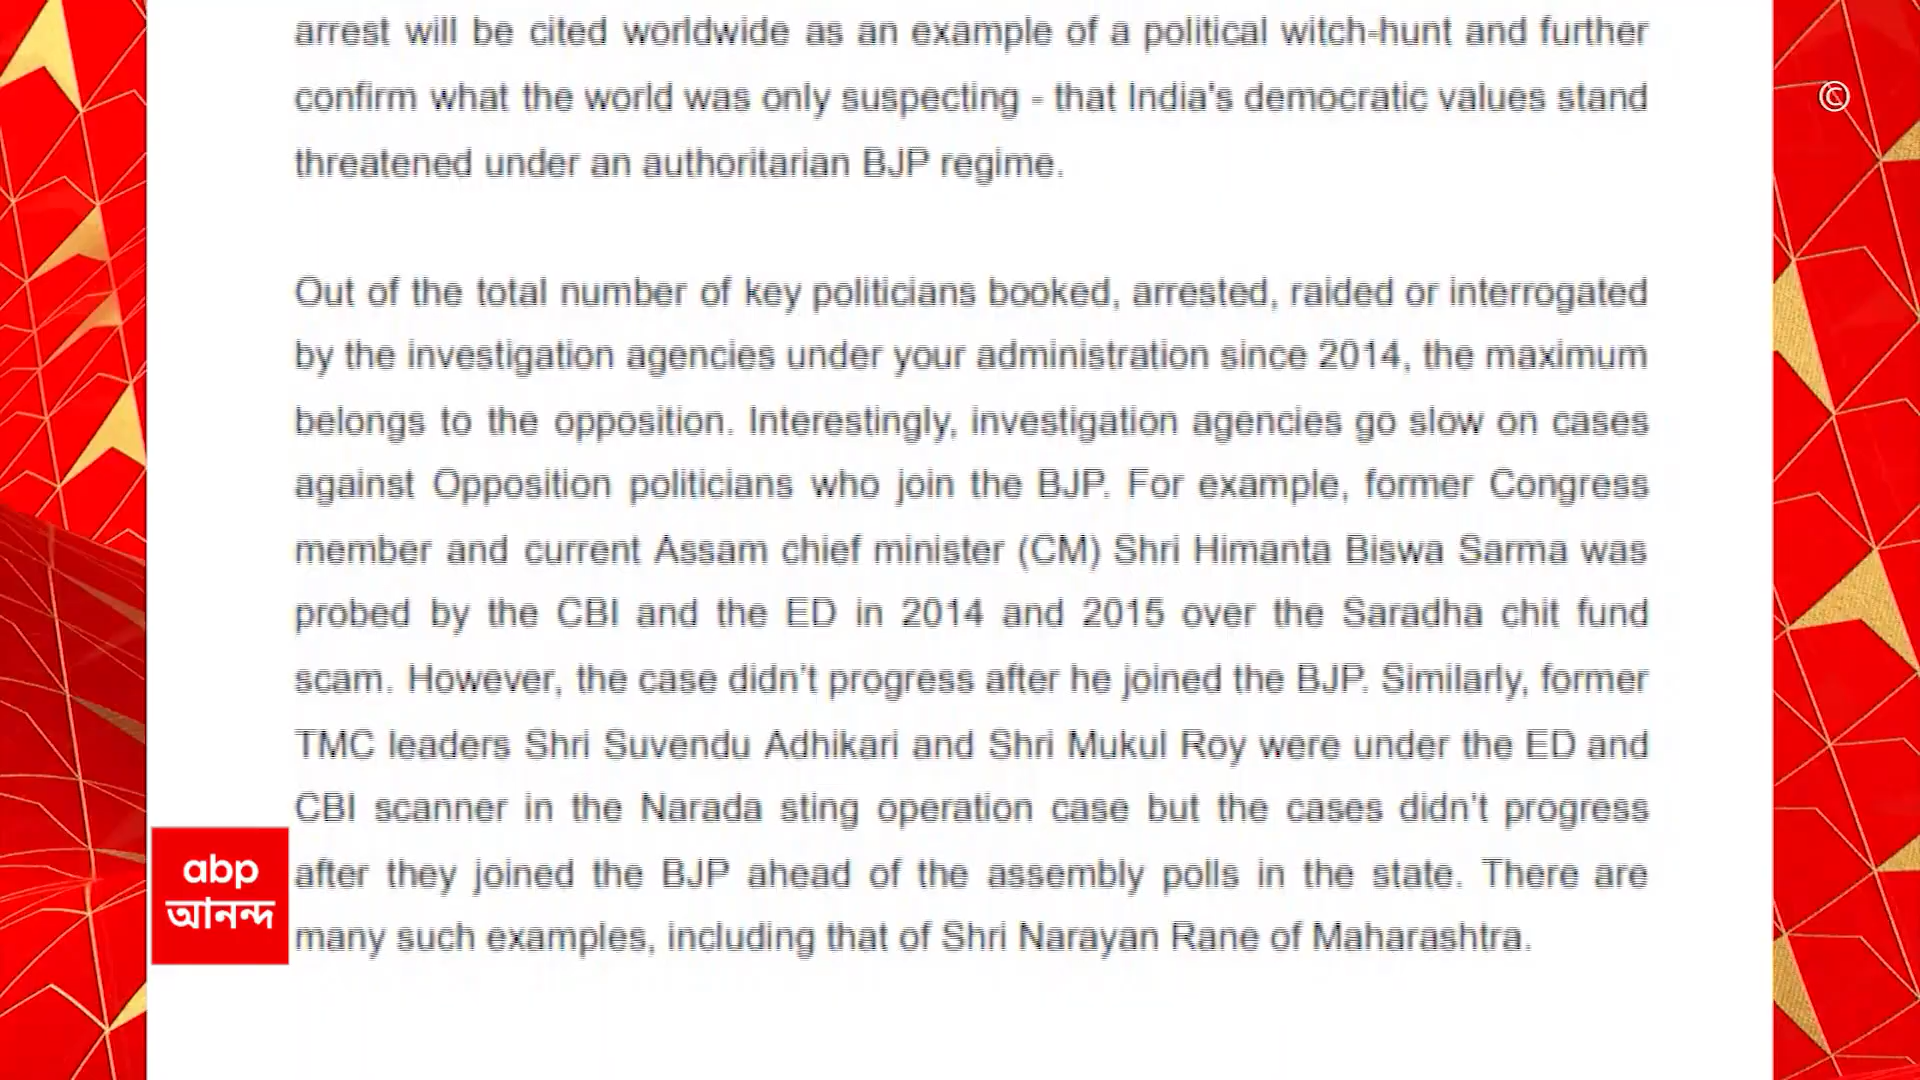 arrest will be cited worldwide as an example of a political witch-hunt and further
confirm what the world was only suspecting - that India's democratic values stand
threatened under an authoritarian BJP regime.
Out of the total number of key politicians booked, arrested, raided or interrogated
by the investigation agencies under your administration since 2014, the maximum
belongs to the opposition. Interestingly, investigation agencies go slow on cases
against Opposition politicians who join the BJP. For example, former Congress
member and current Assam chief minister (CM) Shri Himanta Biswa Sarma was
probed by the CBI and the ED in 2014 and 2015 over the Saradha chit fund
scam. However, the case didn't progress after he joined the BJP. Similarly, former
TMC leaders Shri Suvendu Adhikari and Shri Mukul Roy were under the ED and
CBI scanner in the Narada sting operation case but the cases didn't progress
after they joined the BJP ahead of the assembly polls in the state. There are
many such examples, including that of Shri Narayan Rane of Maharashtra.
abp
আনন্দ
©